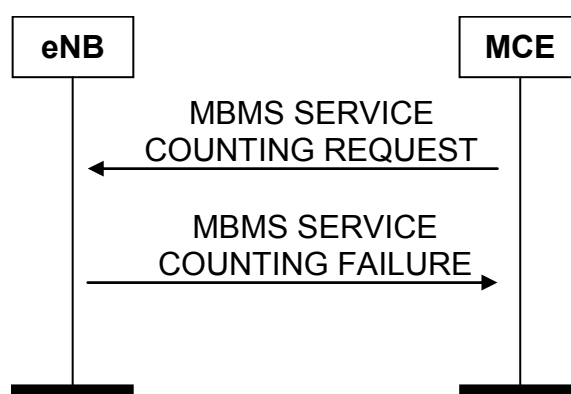 eNB
MCE
MBMS SERVICE
COUNTING REQUEST
MBMS SERVICE
COUNTING FAILURE